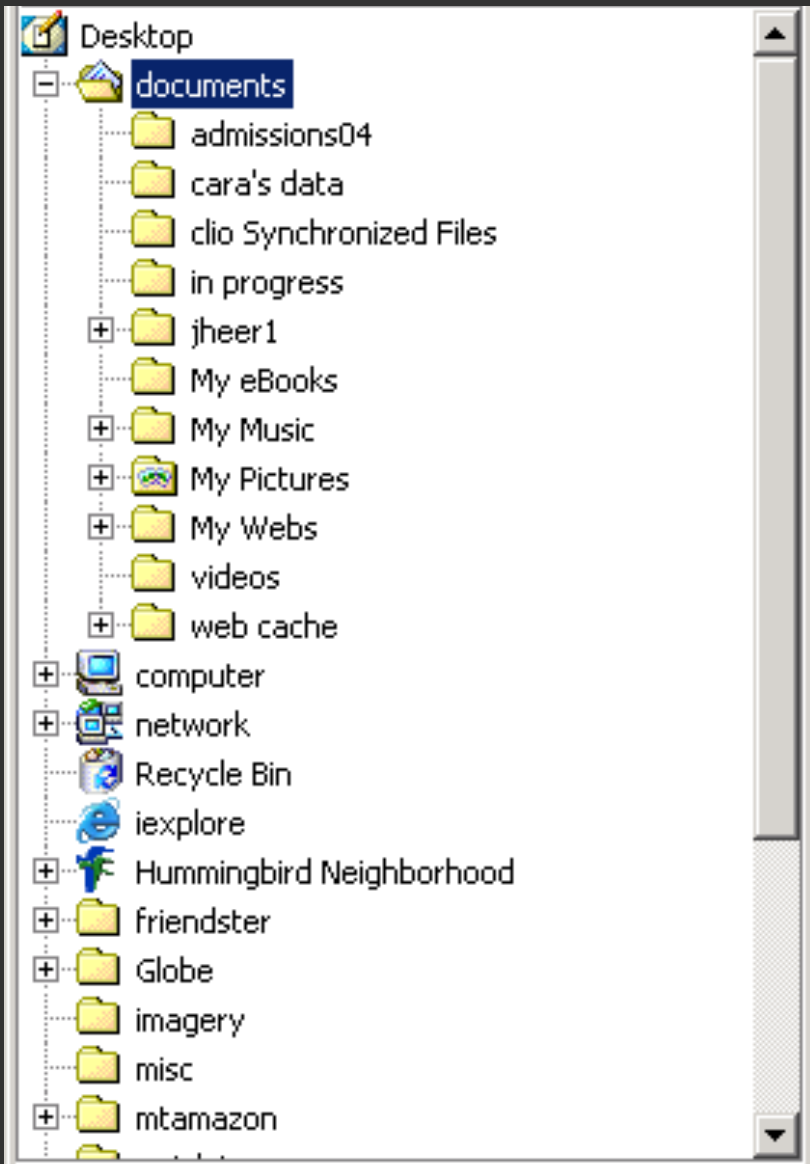 Desktop
documents
admissions04
cara's data
clio Synchronized Files
in progress
jheer1
My eBooks
My Music
My Pictures
My Webs
videos
web cache
computer
network
Recycle Bin
iexplore
Hummingbird Neighborhood
friendster
Globe
imagery
misc
mtamazon